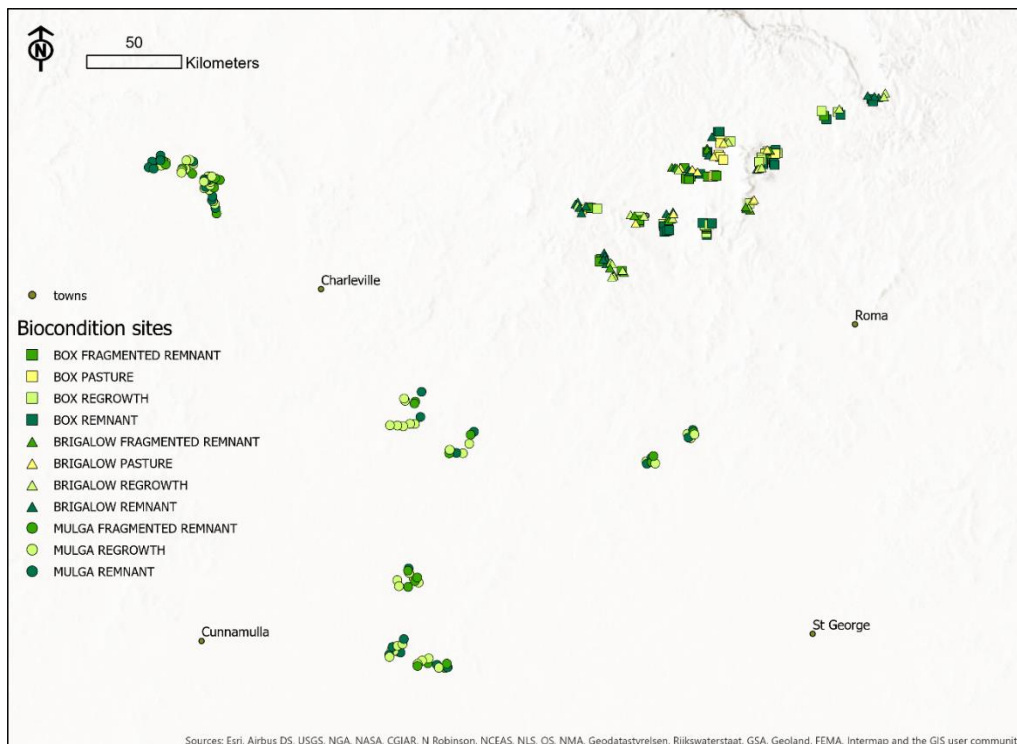 N
50
Kilometers
Charleville
towns
Roma
Biocondition sites
BOX FRAGMENTED REMNANT
BOX PASTURE
BOX REGROWTH
BOX REMNANT
BRIGALOW FRAGMENTED REMNANT
BRIGALOW PASTURE
BRIGALOW REGROWTH
BRIGALOW REMNANT
MULGA FRAGMENTED REMNANT
MULGA REGROWTH
MULGA REMNANT
Cunnamulla
St George
Sources: Esri, Airbus DS, USGS, NGA, NASA, CGIAR, N Robinson, NCEAS, NLS, OS, NMA, Geodatastyrelsen, Rijkswaterstaat, GSA, Geoland, FEMA, Intermap and the GIS user communit